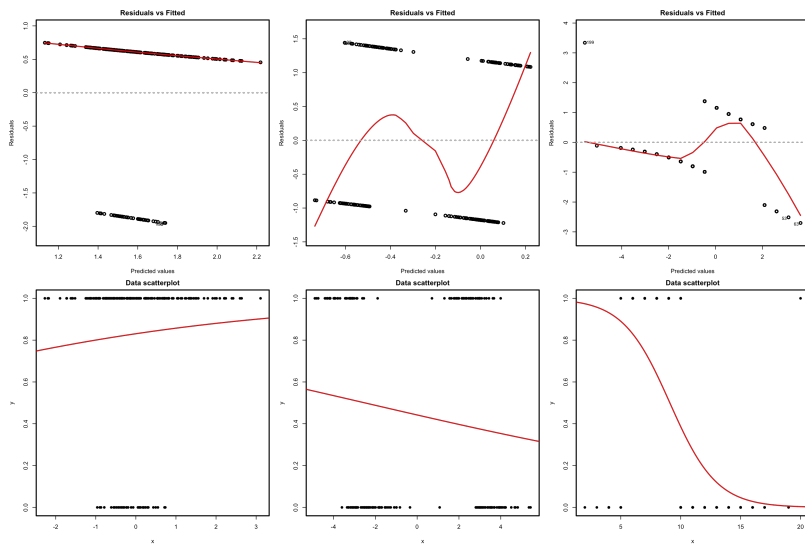 Residuals vs Fitted
Residuals
1.0
0.5
0.0
-1.0
-2.0
1.2 1.4 1.6 1.8 2.0 2.2
Predicted values
Residuals vs Fitted
Residuals
1.5
1.0
0.5
0.0
-0.5
-1.0
-1.5
-0.6 -0.4 -0.2 0.0 0.2
Predicted values
Residuals vs Fitted
Residuals
4
3
2
1
0
-1
-2
-3
-4 -2 0 2
Predicted values
Data scatterplot
y
1.0
0.8
0.6
0.4
0.2
0.0
-2 -1 0 1 2 3
x
Data scatterplot
y
1.0
0.8
0.6
0.4
0.2
0.0
-4 -2 0 2 4
x
Data scatterplot
y
1.0
0.8
0.6
0.4
0.2
0.0
5 10 15 20
x